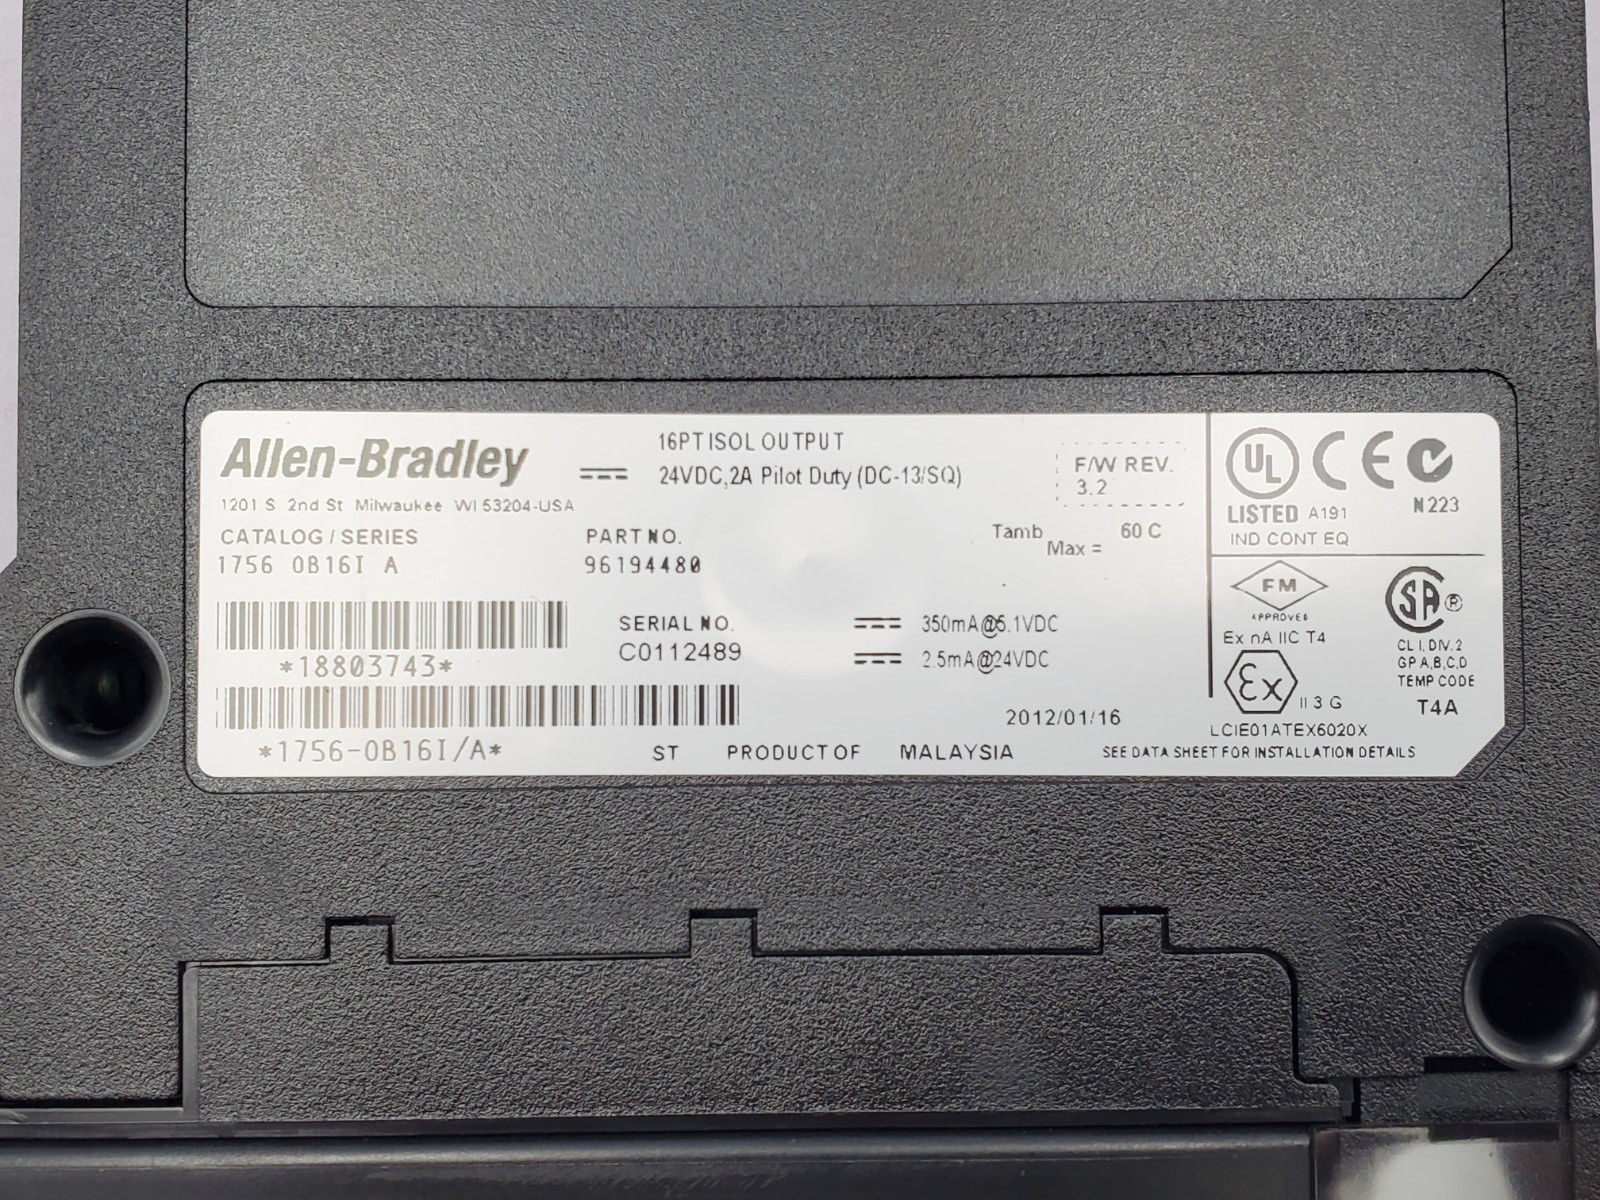 Allen-Bradley
1201 S 2nd St Milwaukee WI 53204-USA
16PT ISOL OUTPUT
24VDC,2A Pilot Duty (DC-13/SQ)
F/W REV.
3.2
CATALOG / SERIES
1756 OB16I A
PART NO.
96194480
Tamb Max = 60 C
*18803743*
SERIAL NO.
C0112489
350mA@5.1VDC
2.5mA@24VDC
*1756-OB16I/A*
2012/01/16
ST PRODUCT OF MALAYSIA
UL
LISTED A191
IND CONT EQ
CE
N223
FM
APPROVED
Ex nA IIC T4
Ex
II 3 G
LCIE01ATEX6020X
SA ®
CL I, DIV. 2
GP A,B,C,D
TEMP CODE
T4A
SEE DATA SHEET FOR INSTALLATION DETAILS